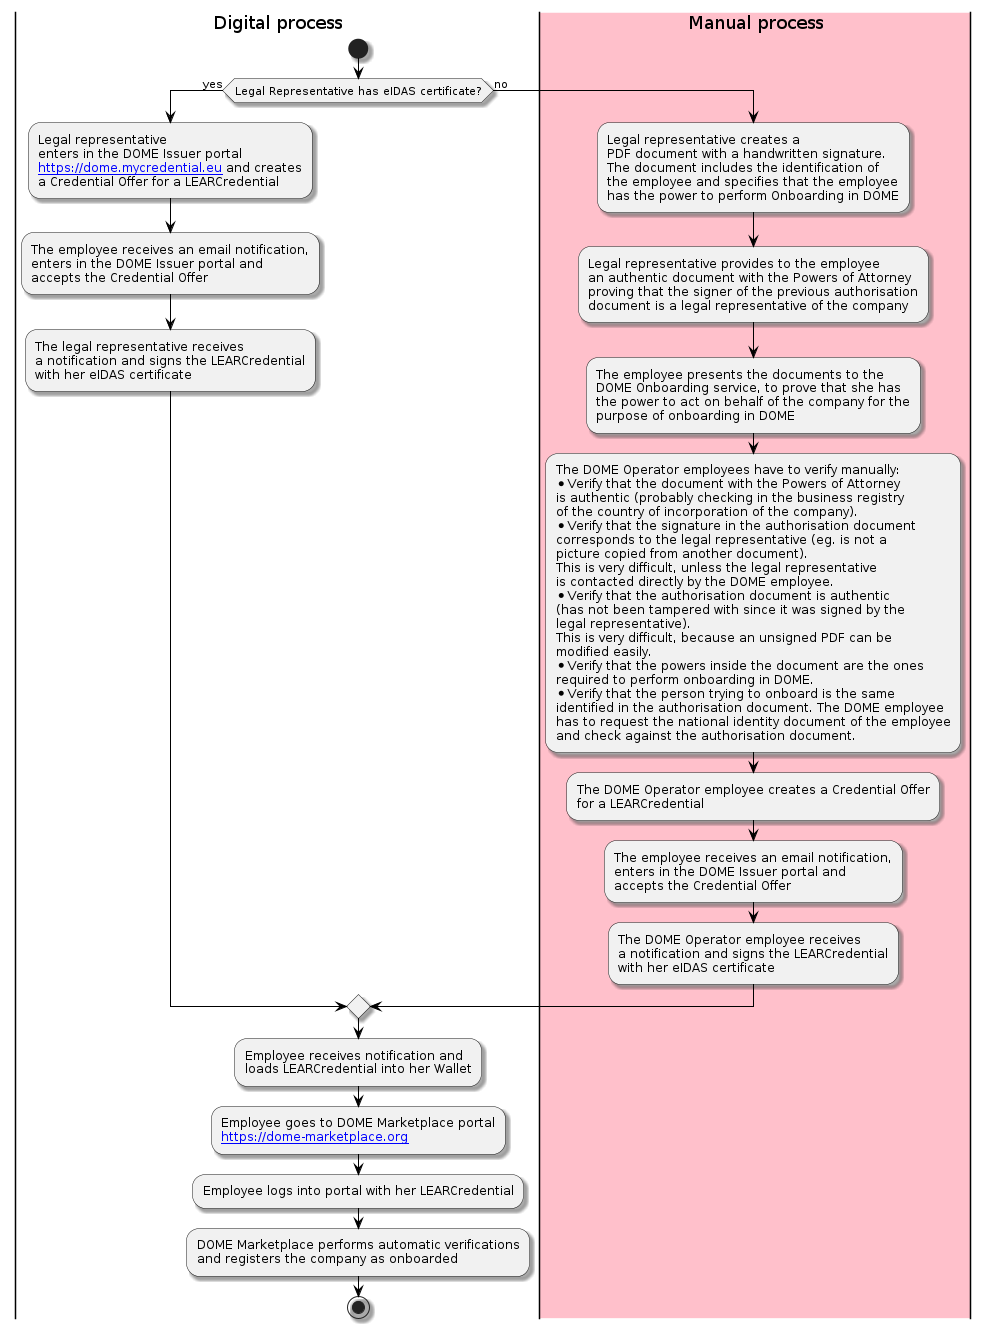 Digital process
Manual process
Legal Representative has eIDAS certificate?
yes
no
Legal representative
enters in the DOME Issuer portal
https://dome.mycredential.eu and creates
a Credential Offer for a LEARCredential
The employee receives an email notification,
enters in the DOME Issuer portal and
accepts the Credential Offer
The legal representative receives
a notification and signs the LEARCredential
with her eIDAS certificate
Legal representative creates a
PDF document with a handwritten signature.
The document includes the identification of
the employee and specifies that the employee
has the power to perform Onboarding in DOME
Legal representative provides to the employee
an authentic document with the Powers of Attorney
proving that the signer of the previous authorisation
document is a legal representative of the company
The employee presents the documents to the
DOME Onboarding service, to prove that she has
the power to act on behalf of the company for the
purpose of onboarding in DOME
The DOME Operator employees have to verify manually:
• Verify that the document with the Powers of Attorney
is authentic (probably checking in the business registry
of the country of incorporation of the company).
• Verify that the signature in the authorisation document
corresponds to the legal representative (eg. is not a
picture copied from another document).
This is very difficult, unless the legal representative
is contacted directly by the DOME employee.
• Verify that the authorisation document is authentic
(has not been tampered with since it was signed by the
legal representative).
This is very difficult, because an unsigned PDF can be
modified easily.
• Verify that the powers inside the document are the ones
required to perform onboarding in DOME.
• Verify that the person trying to onboard is the same
identified in the authorisation document. The DOME employee
has to request the national identity document of the employee
and check against the authorisation document.
The DOME Operator employee creates a Credential Offer
for a LEARCredential
The employee receives an email notification,
enters in the DOME Issuer portal and
accepts the Credential Offer
The DOME Operator employee receives
a notification and signs the LEARCredential
with her eIDAS certificate
Employee receives notification and
loads LEARCredential into her Wallet
Employee goes to DOME Marketplace portal
https://dome-marketplace.org
Employee logs into portal with her LEARCredential
DOME Marketplace performs automatic verifications
and registers the company as onboarded